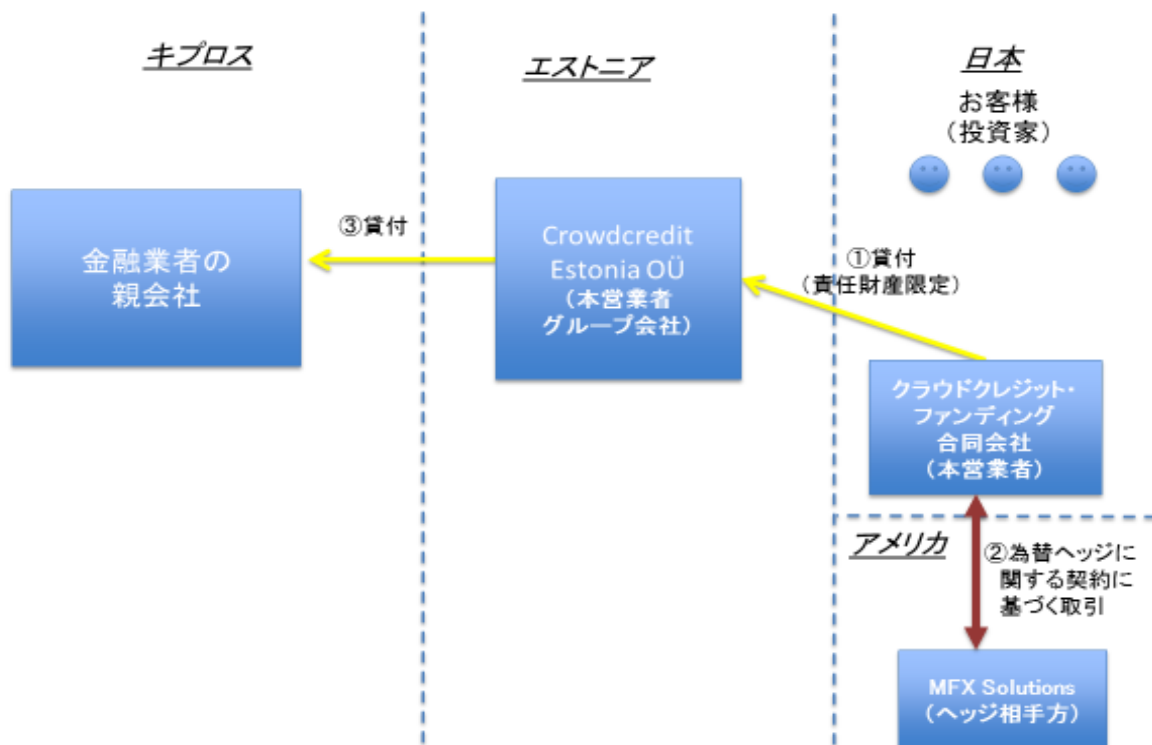 キプロス
エストニア
日本
お客様
（投資家）
金融業者の
親会社
③貸付
Crowdcredit
Estonia OÜ
（本営業者
グループ会社）
①貸付
（責任財産限定）
クラウドクレジット・
ファンディング
合同会社
（本営業者）
アメリカ
②為替ヘッジに
関する契約に
基づく取引
MFX Solutions
（ヘッジ相手方）